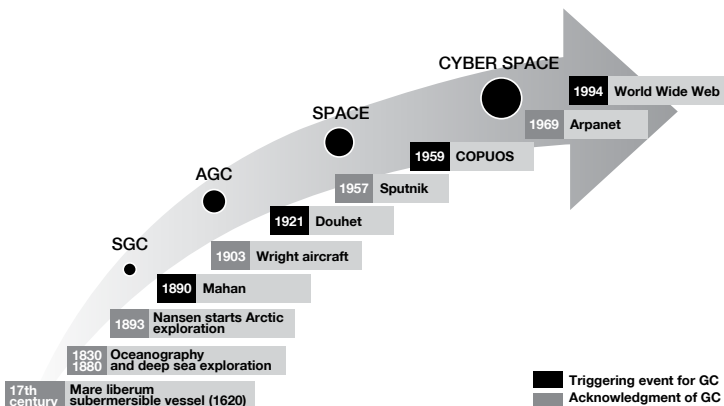 CYBER SPACE
1994 World Wide Web
1969 Arpanet
SPACE
1959 COPUOS
1957 Sputnik
AGC
1921 Douhet
1903 Wright aircraft
SGC
1890 Mahan
1893 Nansen starts Arctic
exploration
1830 Oceanography
1880 and deep sea exploration
17th Mare liberum
century subermersible vessel (1620)
Triggering event for GC
Acknowledgment of GC